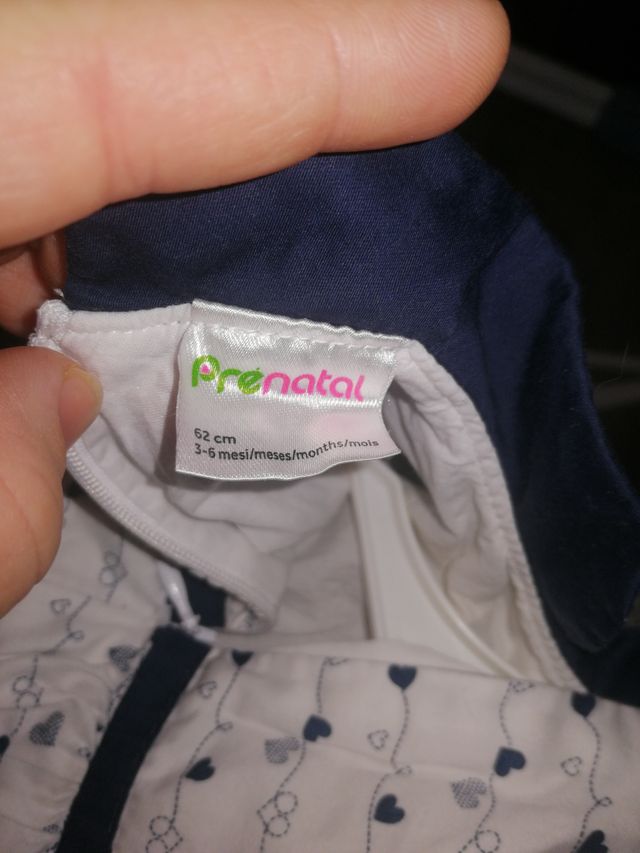 Prénatal
62 cm
3-6 mesi/meses/months/mois